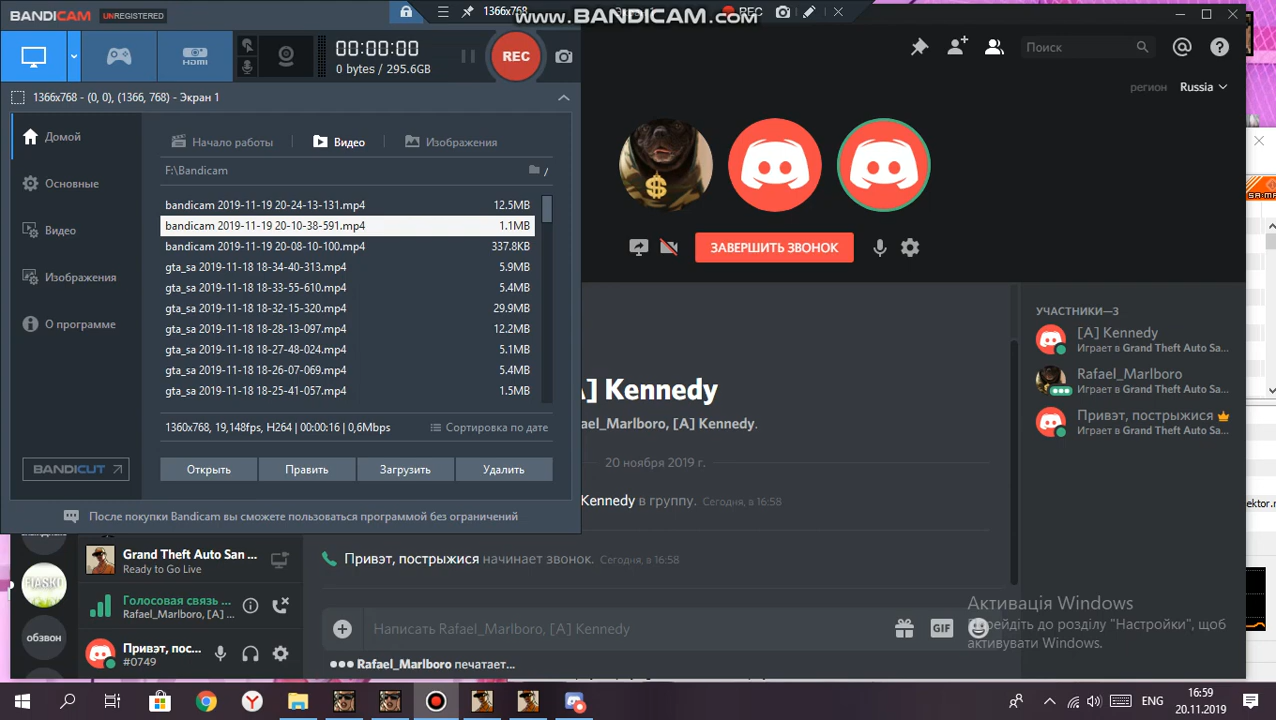 BANDICAM UNREGISTERED
1366x768
REC
www.BANDICAM.com
HDMI
00:00:00
0 bytes / 295.6GB
REC
1366x768 - (0, 0), (1366, 768) - Экран 1
Домой
Основные
Видео
Изображения
О программе
BANDICUT
Начало работы
Видео
Изображения
F:\Bandicam
bandicam 2019-11-19 20-24-13-131.mp4 12.5MB
bandicam 2019-11-19 20-10-38-591.mp4 1.1MB
bandicam 2019-11-19 20-08-10-100.mp4 337.8KB
gta_sa 2019-11-18 18-34-40-313.mp4 5.9MB
gta_sa 2019-11-18 18-33-55-610.mp4 5.4MB
gta_sa 2019-11-18 18-32-15-320.mp4 29.9MB
gta_sa 2019-11-18 18-28-13-097.mp4 12.2MB
gta_sa 2019-11-18 18-27-48-024.mp4 5.1MB
gta_sa 2019-11-18 18-26-07-069.mp4 5.4MB
gta_sa 2019-11-18 18-25-41-057.mp4 1.5MB
1360x768, 19,148fps, H264 | 00:00:16 | 0,6Mbps
Сортировка по дате
Открыть
Править
Загрузить
Удалить
После покупки Bandicam вы сможете пользоваться программой без ограничений
Поиск
регион Russia
ЗАВЕРШИТЬ ЗВОНОК
A] Kennedy
ael_Marlboro, [A] Kennedy.
20 ноября 2019 г.
Kennedy в группу. Сегодня, в 16:58
Привэт, пострыжися начинает звонок. Сегодня, в 16:58
Написать Rafael_Marlboro, [A] Kennedy
GIF
Rafael_Marlboro печатает...
УЧАСТНИКИ—3
[A] Kennedy
Играет в Grand Theft Auto Sa...
Rafael_Marlboro
Играет в Grand Theft Auto Sa...
Привэт, пострыжися
Играет в Grand Theft Auto Sa...
FIASKO
обзвон
Grand Theft Auto San ...
Ready to Go Live
Голосовая связь ...
Rafael_Marlboro, [A] ...
Привэт, пос...
#0749
SA:MP
ektor.r
Активація Windows
рейдіть до розділу "Настройки", щоб
активувати Windows.
ENG
16:59
20.11.2019